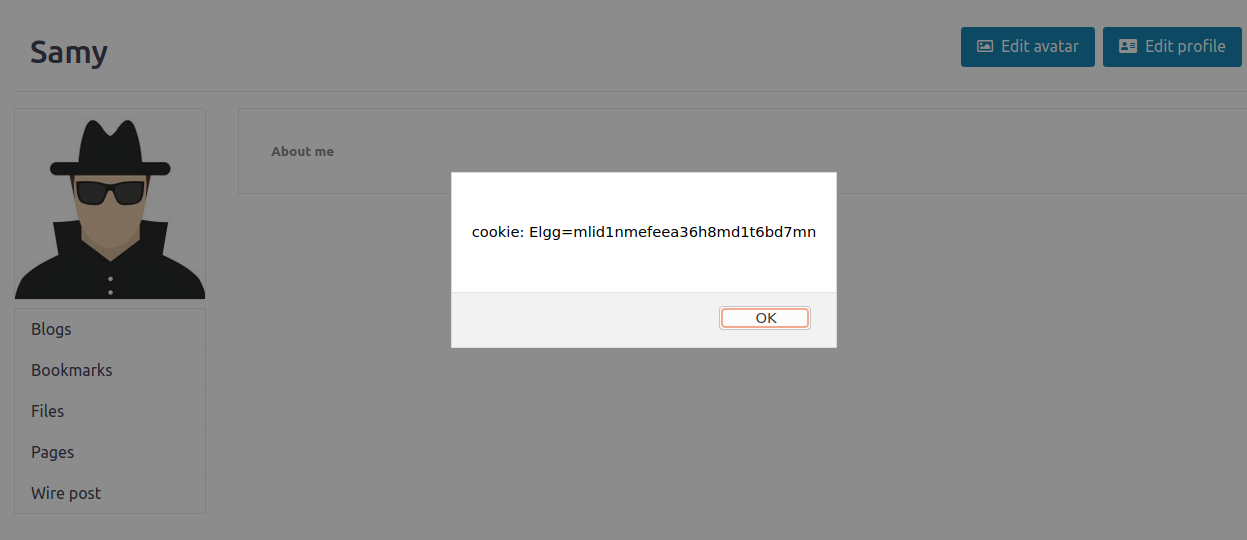 Samy
Edit avatar
Edit profile
About me
cookie: Elgg=mlid1nmefeea36h8md1t6bd7mn
OK
Blogs
Bookmarks
Files
Pages
Wire post